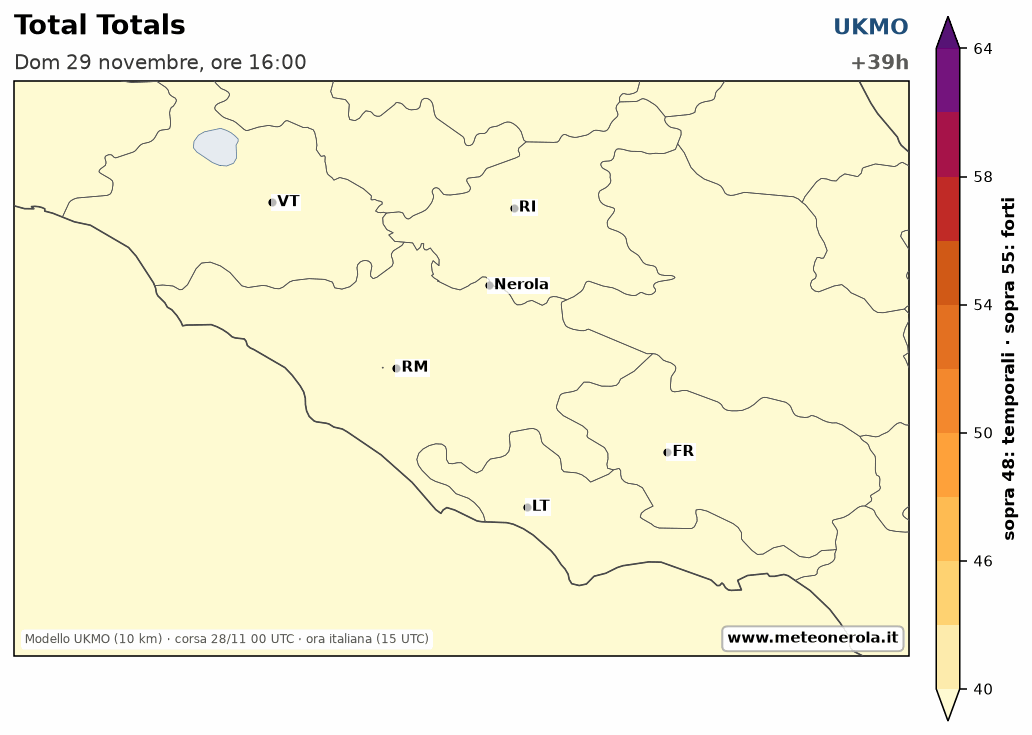 Total Totals
UKMO
Dom 29 novembre, ore 16:00
+39h
64
58
54
50
46
40
sopra 48: temporali · sopra 55: forti
VT
RI
Nerola
RM
FR
LT
Modello UKMO (10 km) · corsa 28/11 00 UTC · ora italiana (15 UTC)
www.meteonerola.it